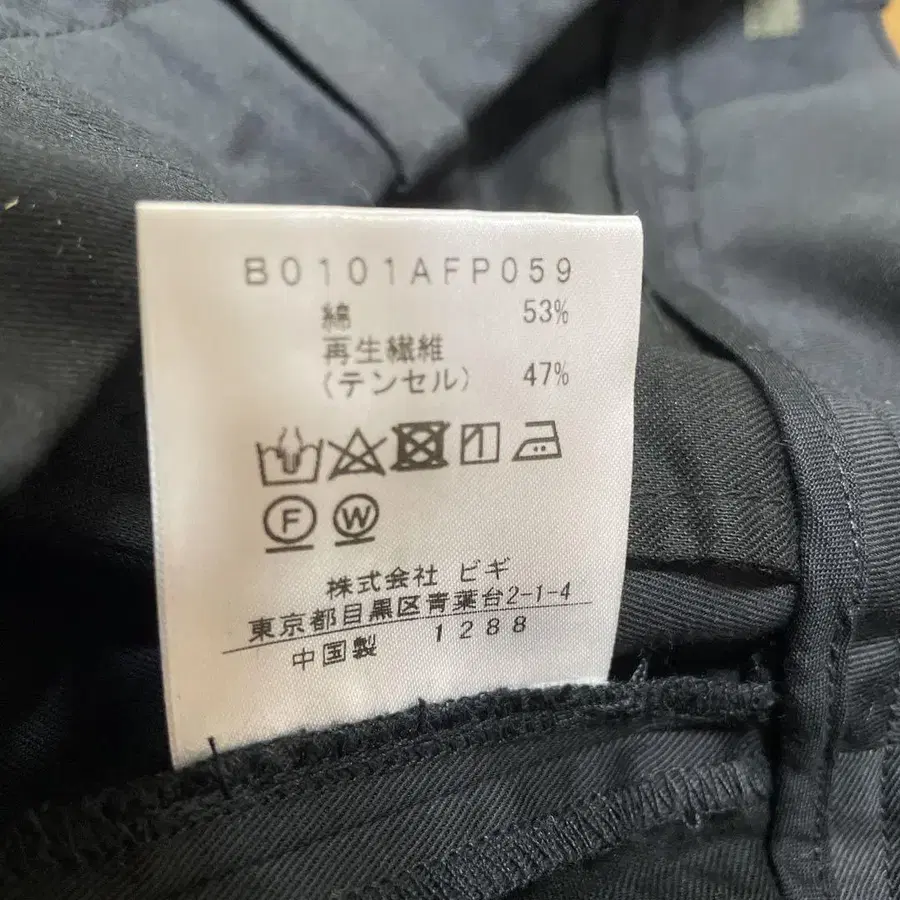 B0101AFP059
綿 53%
再生繊維
(テンセル) 47%
F W
株式会社 ビギ
東京都目黒区青葉台2-1-4
中国製 1288